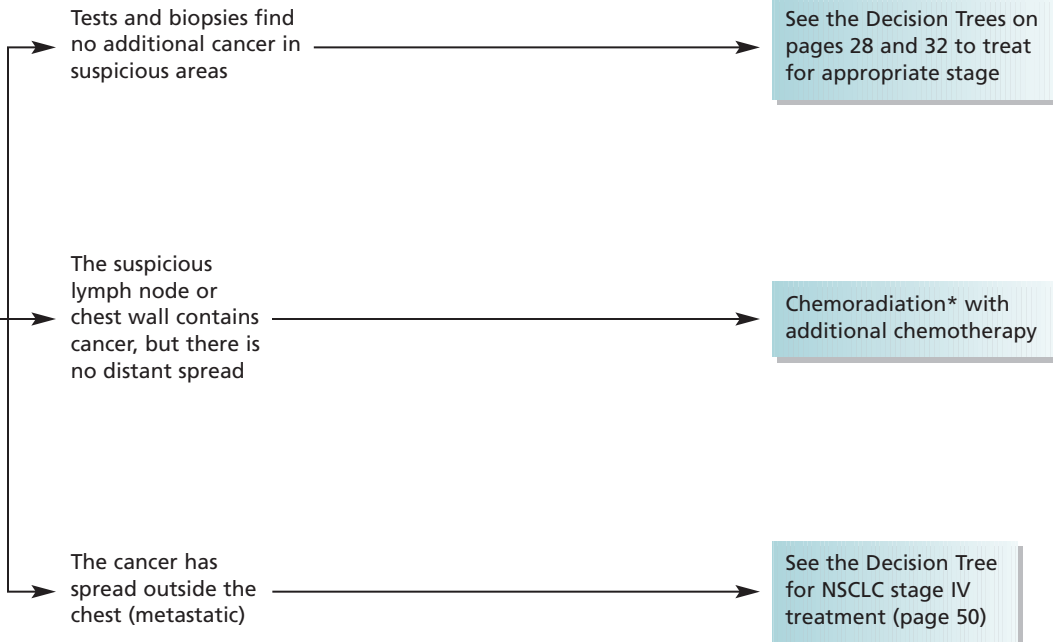 Tests and biopsies find
no additional cancer in
suspicious areas
See the Decision Trees on
pages 28 and 32 to treat
for appropriate stage
The suspicious
lymph node or
chest wall contains
cancer, but there is
no distant spread
Chemoradiation* with
additional chemotherapy
The cancer has
spread outside the
chest (metastatic)
See the Decision Tree
for NSCLC stage IV
treatment (page 50)